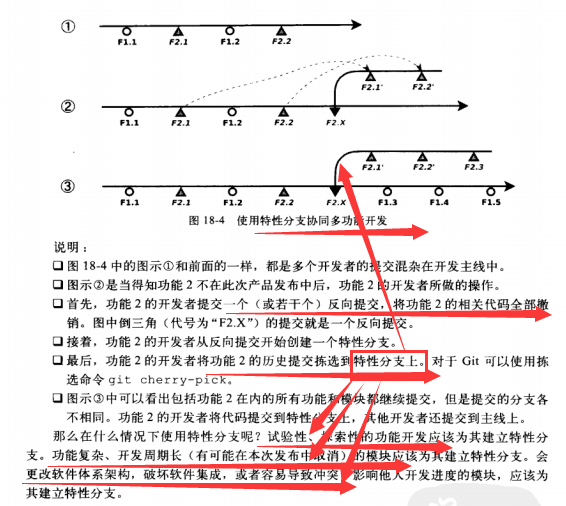 ①
F1.1 F2.1 F1.2 F2.2
F2.1' F2.2'
②
F1.1 F2.1 F1.2 F2.2 F2.X
F2.1' F2.2' F2.3
③
F1.1 F2.1 F1.2 F2.2 F2.X F1.3 F1.4 F1.5
图 18-4 使用特性分支协同多功能开发
说明：
❑ 图 18-4 中的图示①和前面的一样，都是多个开发者的提交混杂在开发主线中。
❑ 图示②是当得知功能 2 不在此次产品发布中后，功能 2 的开发者所做的操作。
❑ 首先，功能 2 的开发者提交一个（或若干个）反向提交，将功能 2 的相关代码全部撤
销。图中倒三角（代号为“F2.X”）的提交就是一个反向提交。
❑ 接着，功能 2 的开发者从反向提交开始创建一个特性分支。
❑ 最后，功能 2 的开发者将功能 2 的历史提交拣选到特性分支上。对于 Git 可以使用拣
选命令 git cherry-pick。
❑ 图示③中可以看出包括功能 2 在内的所有功能和模块都继续提交，但是提交的分支各
不相同。功能 2 的开发者将代码提交到特性分支上，其他开发者还提交到主线上。
那么在什么情况下使用特性分支呢？试验性、探索性的功能开发应该为其建立特性分
支。功能复杂、开发周期长（有可能在本次发布中取消）的模块应该为其建立特性分支。会
更改软件体系架构，破坏软件集成，或者容易导致冲突、影响他人开发进度的模块，应该为
其建立特性分支。